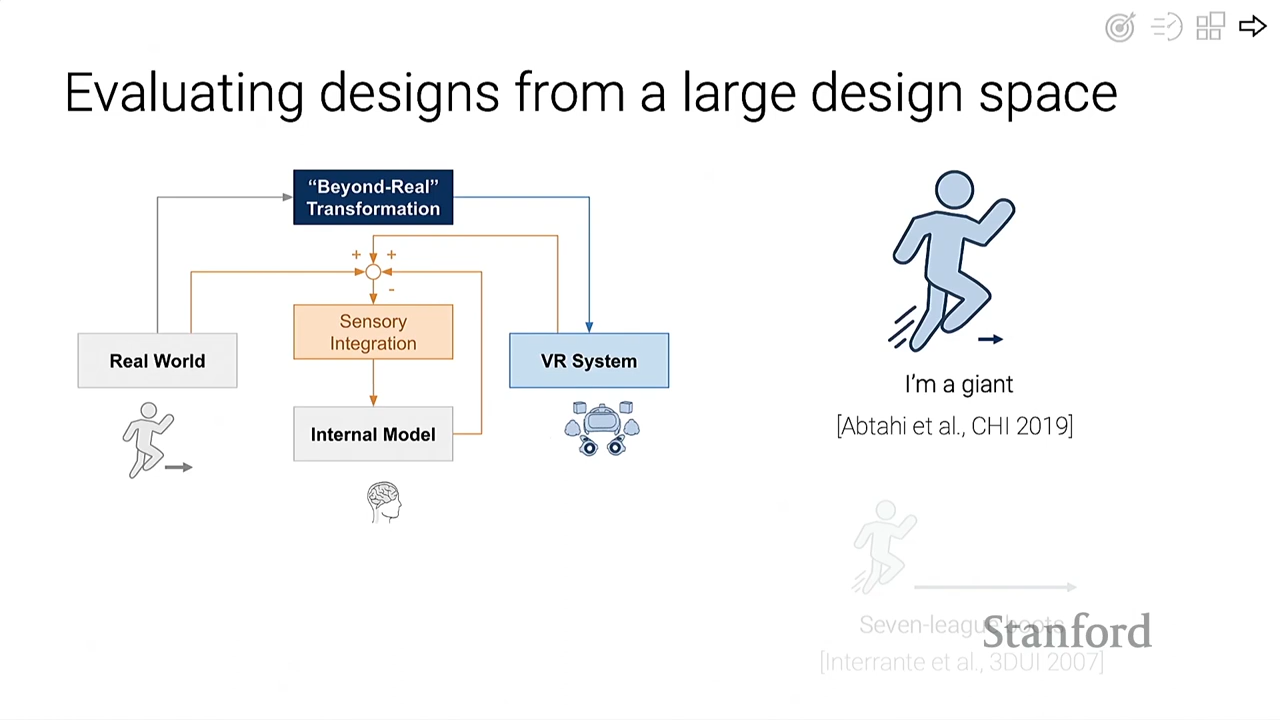 Evaluating designs from a large design space
“Beyond-Real”
Transformation
+ +
-
Sensory
Integration
Real World
VR System
Internal Model
I’m a giant
[Abtahi et al., CHI 2019]
Seven-league boots
Stanford
[Interrante et al., 3DUI 2007]